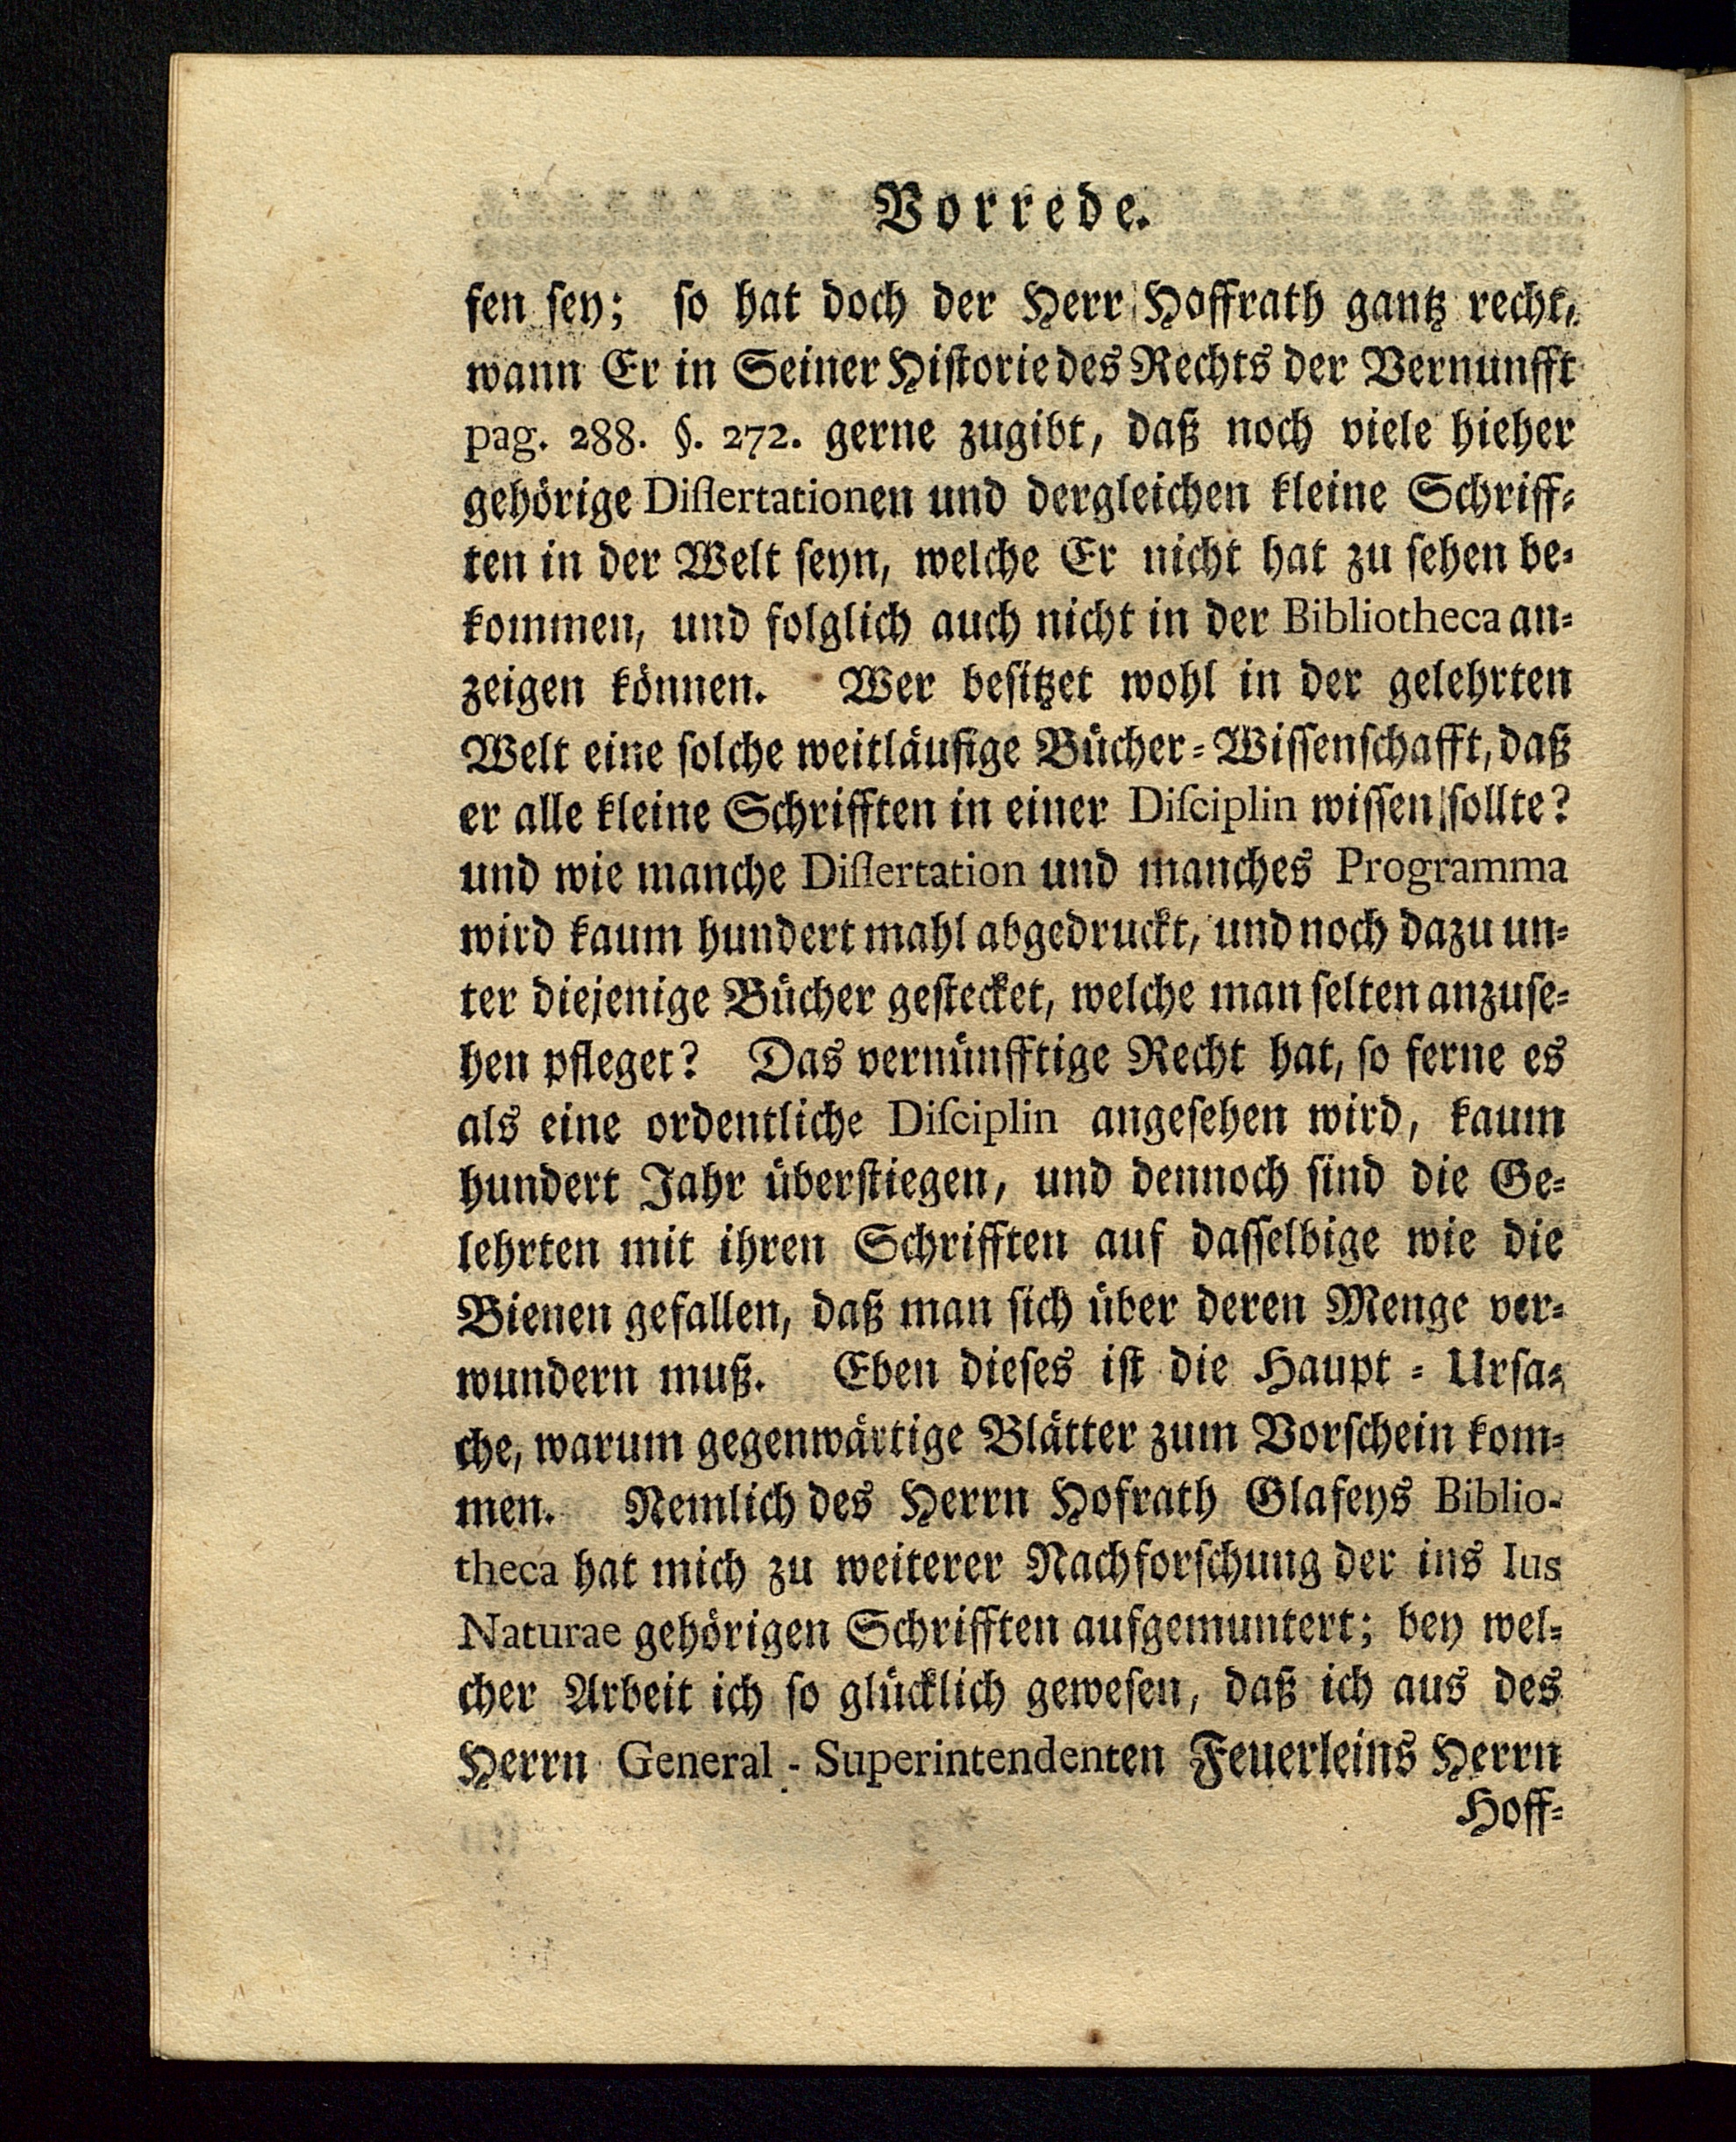 Vorrede.
ſen ſey; ſo hat doch der Herr Hoffrath gantz recht,
wann Er in Seiner Hiſtorie des Rechts der Vernunfft
pag. 288. §. 272. gerne zugibt, daß noch viele hieher
gehörige Diſſertationen und dergleichen kleine Schriff-
ten in der Welt ſeyn, welche Er nicht hat zu ſehen be-
kommen, und folglich auch nicht in der Bibliotheca an-
zeigen können. Wer beſitzet wohl in der gelehrten
Welt eine ſolche weitläufige Bücher-Wiſſenſchafft, daß
er alle kleine Schrifften in einer Diſciplin wiſſen ſollte?
und wie manche Diſſertation und manches Programma
wird kaum hundert mahl abgedruckt, und noch dazu un-
ter diejenige Bücher geſtecket, welche man ſelten anzuſe-
hen pfleget? Das vernünfftige Recht hat, ſo ferne es
als eine ordentliche Diſciplin angeſehen wird, kaum
hundert Jahr überſtiegen, und dennoch ſind die Ge-
lehrten mit ihren Schrifften auf daſſelbige wie die
Bienen gefallen, daß man ſich über deren Menge ver-
wundern muß. Eben dieſes iſt die Haupt-Urſa-
che, warum gegenwärtige Blätter zum Vorſchein kom-
men. Nemlich des Herrn Hofrath Glafeys Biblio-
theca hat mich zu weiterer Nachforſchung der ins Ius
Naturae gehörigen Schrifften aufgemuntert; bey wel-
cher Arbeit ich ſo glücklich geweſen, daß ich aus des
Herrn General-Superintendenten Feuerleins Herrn
Hoff-